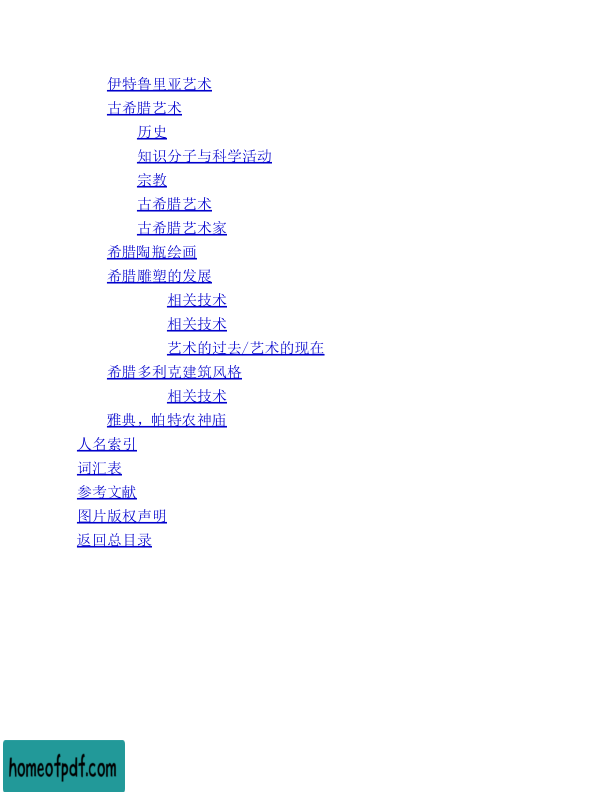 伊特鲁里亚艺术
古希腊艺术
历史
知识分子与科学活动
宗教
古希腊艺术
古希腊艺术家
希腊陶瓶绘画
希腊雕塑的发展
相关技术
相关技术
艺术的过去/艺术的现在
希腊多利克建筑风格
相关技术
雅典，帕特农神庙
人名索引
词汇表
参考文献
图片版权声明
返回总目录
homeofpdf.com